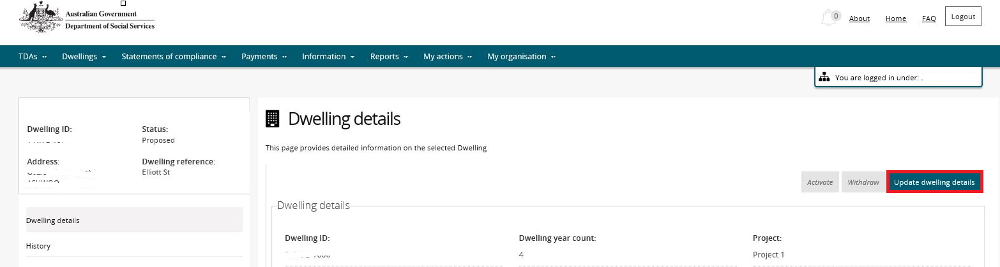 Australian Government
Department of Social Services
0 About Home FAQ Logout
TDAs Dwellings Statements of compliance Payments Information Reports My actions My organisation
You are logged in under:
Dwelling ID: Status:
Proposed
Address: Dwelling reference:
Elliott St
Dwelling details
History
Dwelling details
This page provides detailed information on the selected Dwelling
Activate Withdraw Update dwelling details
Dwelling details
Dwelling ID: Dwelling year count: Project:
4 Project 1